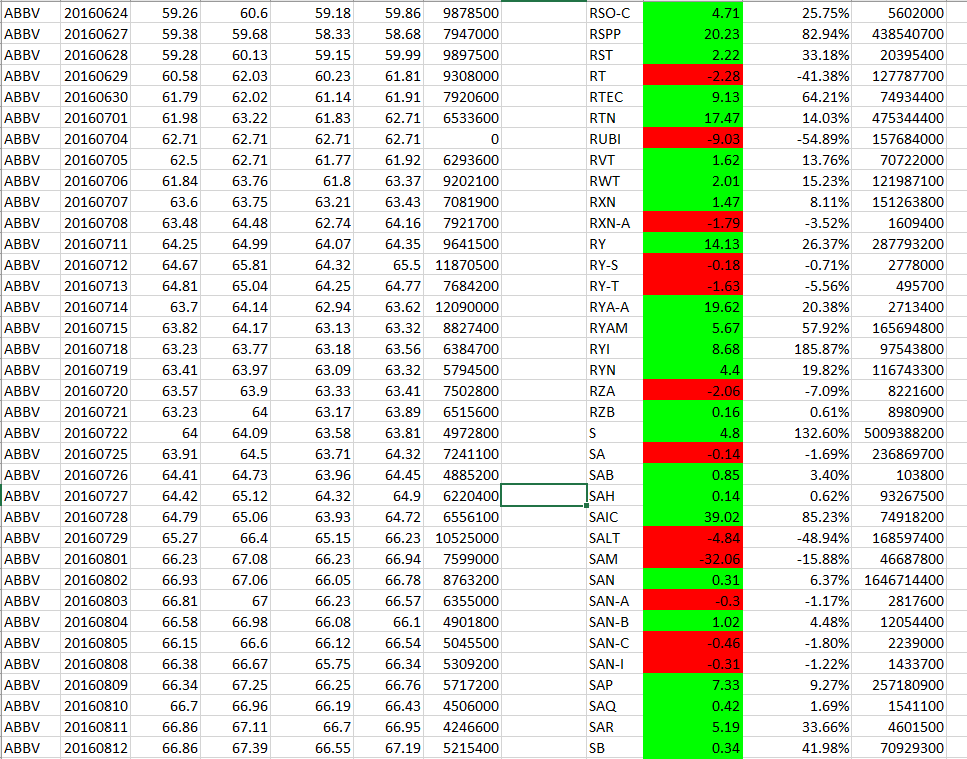 ABBV 20160624 59.26 60.6 59.18 59.86 9878500 RSO-C 4.71 25.75% 5602000
ABBV 20160627 59.38 59.68 58.33 58.68 7947000 RSPP 20.23 82.94% 438540700
ABBV 20160628 59.28 60.13 59.15 59.99 9897500 RST 2.22 33.18% 20395400
ABBV 20160629 60.58 62.03 60.23 61.81 9308000 RT -2.28 -41.38% 127787700
ABBV 20160630 61.79 62.02 61.14 61.91 7920600 RTEC 9.13 64.21% 74934400
ABBV 20160701 61.98 63.22 61.83 62.71 6533600 RTN 17.47 14.03% 475344400
ABBV 20160704 62.71 62.71 62.71 62.71 0 RUBI -9.03 -54.89% 157684000
ABBV 20160705 62.5 62.71 61.77 61.92 6293600 RVT 1.62 13.76% 70722000
ABBV 20160706 61.84 63.76 61.8 63.37 9202100 RWT 2.01 15.23% 121987100
ABBV 20160707 63.6 63.75 63.21 63.43 7081900 RXN 1.47 8.11% 151263800
ABBV 20160708 63.48 64.48 62.74 64.16 7921700 RXN-A -1.79 -3.52% 1609400
ABBV 20160711 64.25 64.99 64.07 64.35 9641500 RY 14.13 26.37% 287793200
ABBV 20160712 64.67 65.81 64.32 65.5 11870500 RY-S -0.18 -0.71% 2778000
ABBV 20160713 64.81 65.04 64.25 64.77 7684200 RY-T -1.63 -5.56% 495700
ABBV 20160714 63.7 64.14 62.94 63.62 12090000 RYA-A 19.62 20.38% 2713400
ABBV 20160715 63.82 64.17 63.13 63.32 8827400 RYAM 5.67 57.92% 165694800
ABBV 20160718 63.23 63.77 63.18 63.56 6384700 RYI 8.68 185.87% 97543800
ABBV 20160719 63.41 63.97 63.09 63.32 5794500 RYN 4.4 19.82% 116743300
ABBV 20160720 63.57 63.9 63.33 63.41 7502800 RZA -2.06 -7.09% 8221600
ABBV 20160721 63.23 64 63.17 63.89 6515600 RZB 0.16 0.61% 8980900
ABBV 20160722 64 64.09 63.58 63.81 4972800 S 4.8 132.60% 5009388200
ABBV 20160725 63.91 64.5 63.71 64.32 7241100 SA -0.14 -1.69% 236869700
ABBV 20160726 64.41 64.73 63.96 64.45 4885200 SAB 0.85 3.40% 103800
ABBV 20160727 64.42 65.12 64.32 64.9 6220400 SAH 0.14 0.62% 93267500
ABBV 20160728 64.79 65.06 63.93 64.72 6556100 SAIC 39.02 85.23% 74918200
ABBV 20160729 65.27 66.4 65.15 66.23 10525000 SALT -4.84 -48.94% 168597400
ABBV 20160801 66.23 67.08 66.23 66.94 7599000 SAM -32.06 -15.88% 46687800
ABBV 20160802 66.93 67.06 66.05 66.78 8763200 SAN 0.31 6.37% 1646714400
ABBV 20160803 66.81 67 66.23 66.57 6355000 SAN-A -0.3 -1.17% 2817600
ABBV 20160804 66.58 66.98 66.08 66.1 4901800 SAN-B 1.02 4.48% 12054400
ABBV 20160805 66.15 66.6 66.12 66.54 5045500 SAN-C -0.46 -1.80% 2239000
ABBV 20160808 66.38 66.67 65.75 66.34 5309200 SAN-I -0.31 -1.22% 1433700
ABBV 20160809 66.34 67.25 66.25 66.76 5717200 SAP 7.33 9.27% 257180900
ABBV 20160810 66.7 66.96 66.19 66.43 4506000 SAQ 0.42 1.69% 1541100
ABBV 20160811 66.86 67.11 66.7 66.95 4246600 SAR 5.19 33.66% 4601500
ABBV 20160812 66.86 67.39 66.55 67.19 5215400 SB 0.34 41.98% 70929300